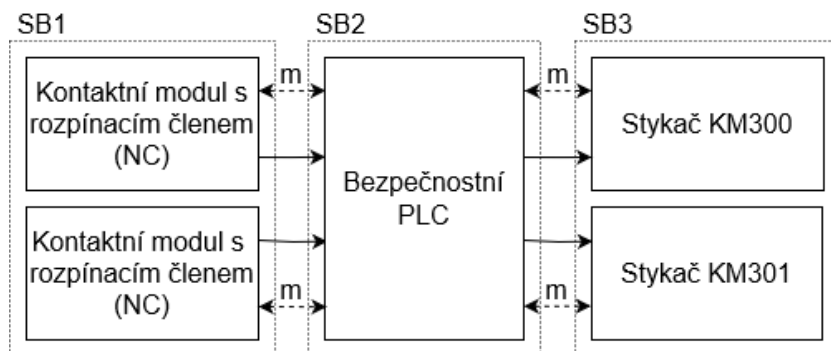 SB1
SB2
SB3
Kontaktní modul s
rozpínacím členem
(NC)
m
m
Stykač KM300
Bezpečnostní
PLC
Kontaktní modul s
rozpínacím členem
(NC)
m
m
Stykač KM301